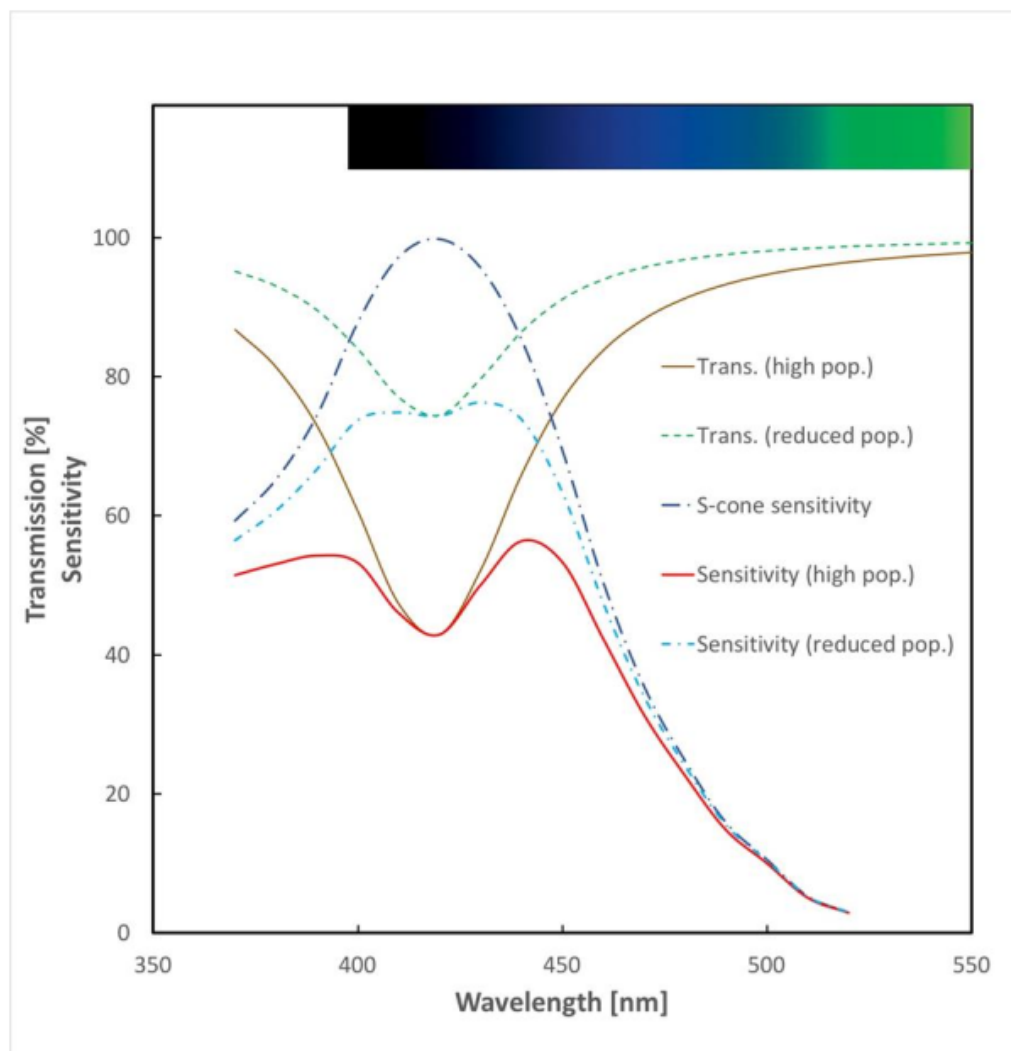 Transmission [%]
Sensitivity
100
80
60
40
20
0
Trans. (high pop.)
Trans. (reduced pop.)
S-cone sensitivity
Sensitivity (high pop.)
Sensitivity (reduced pop.)
350
400
450
500
550
Wavelength [nm]